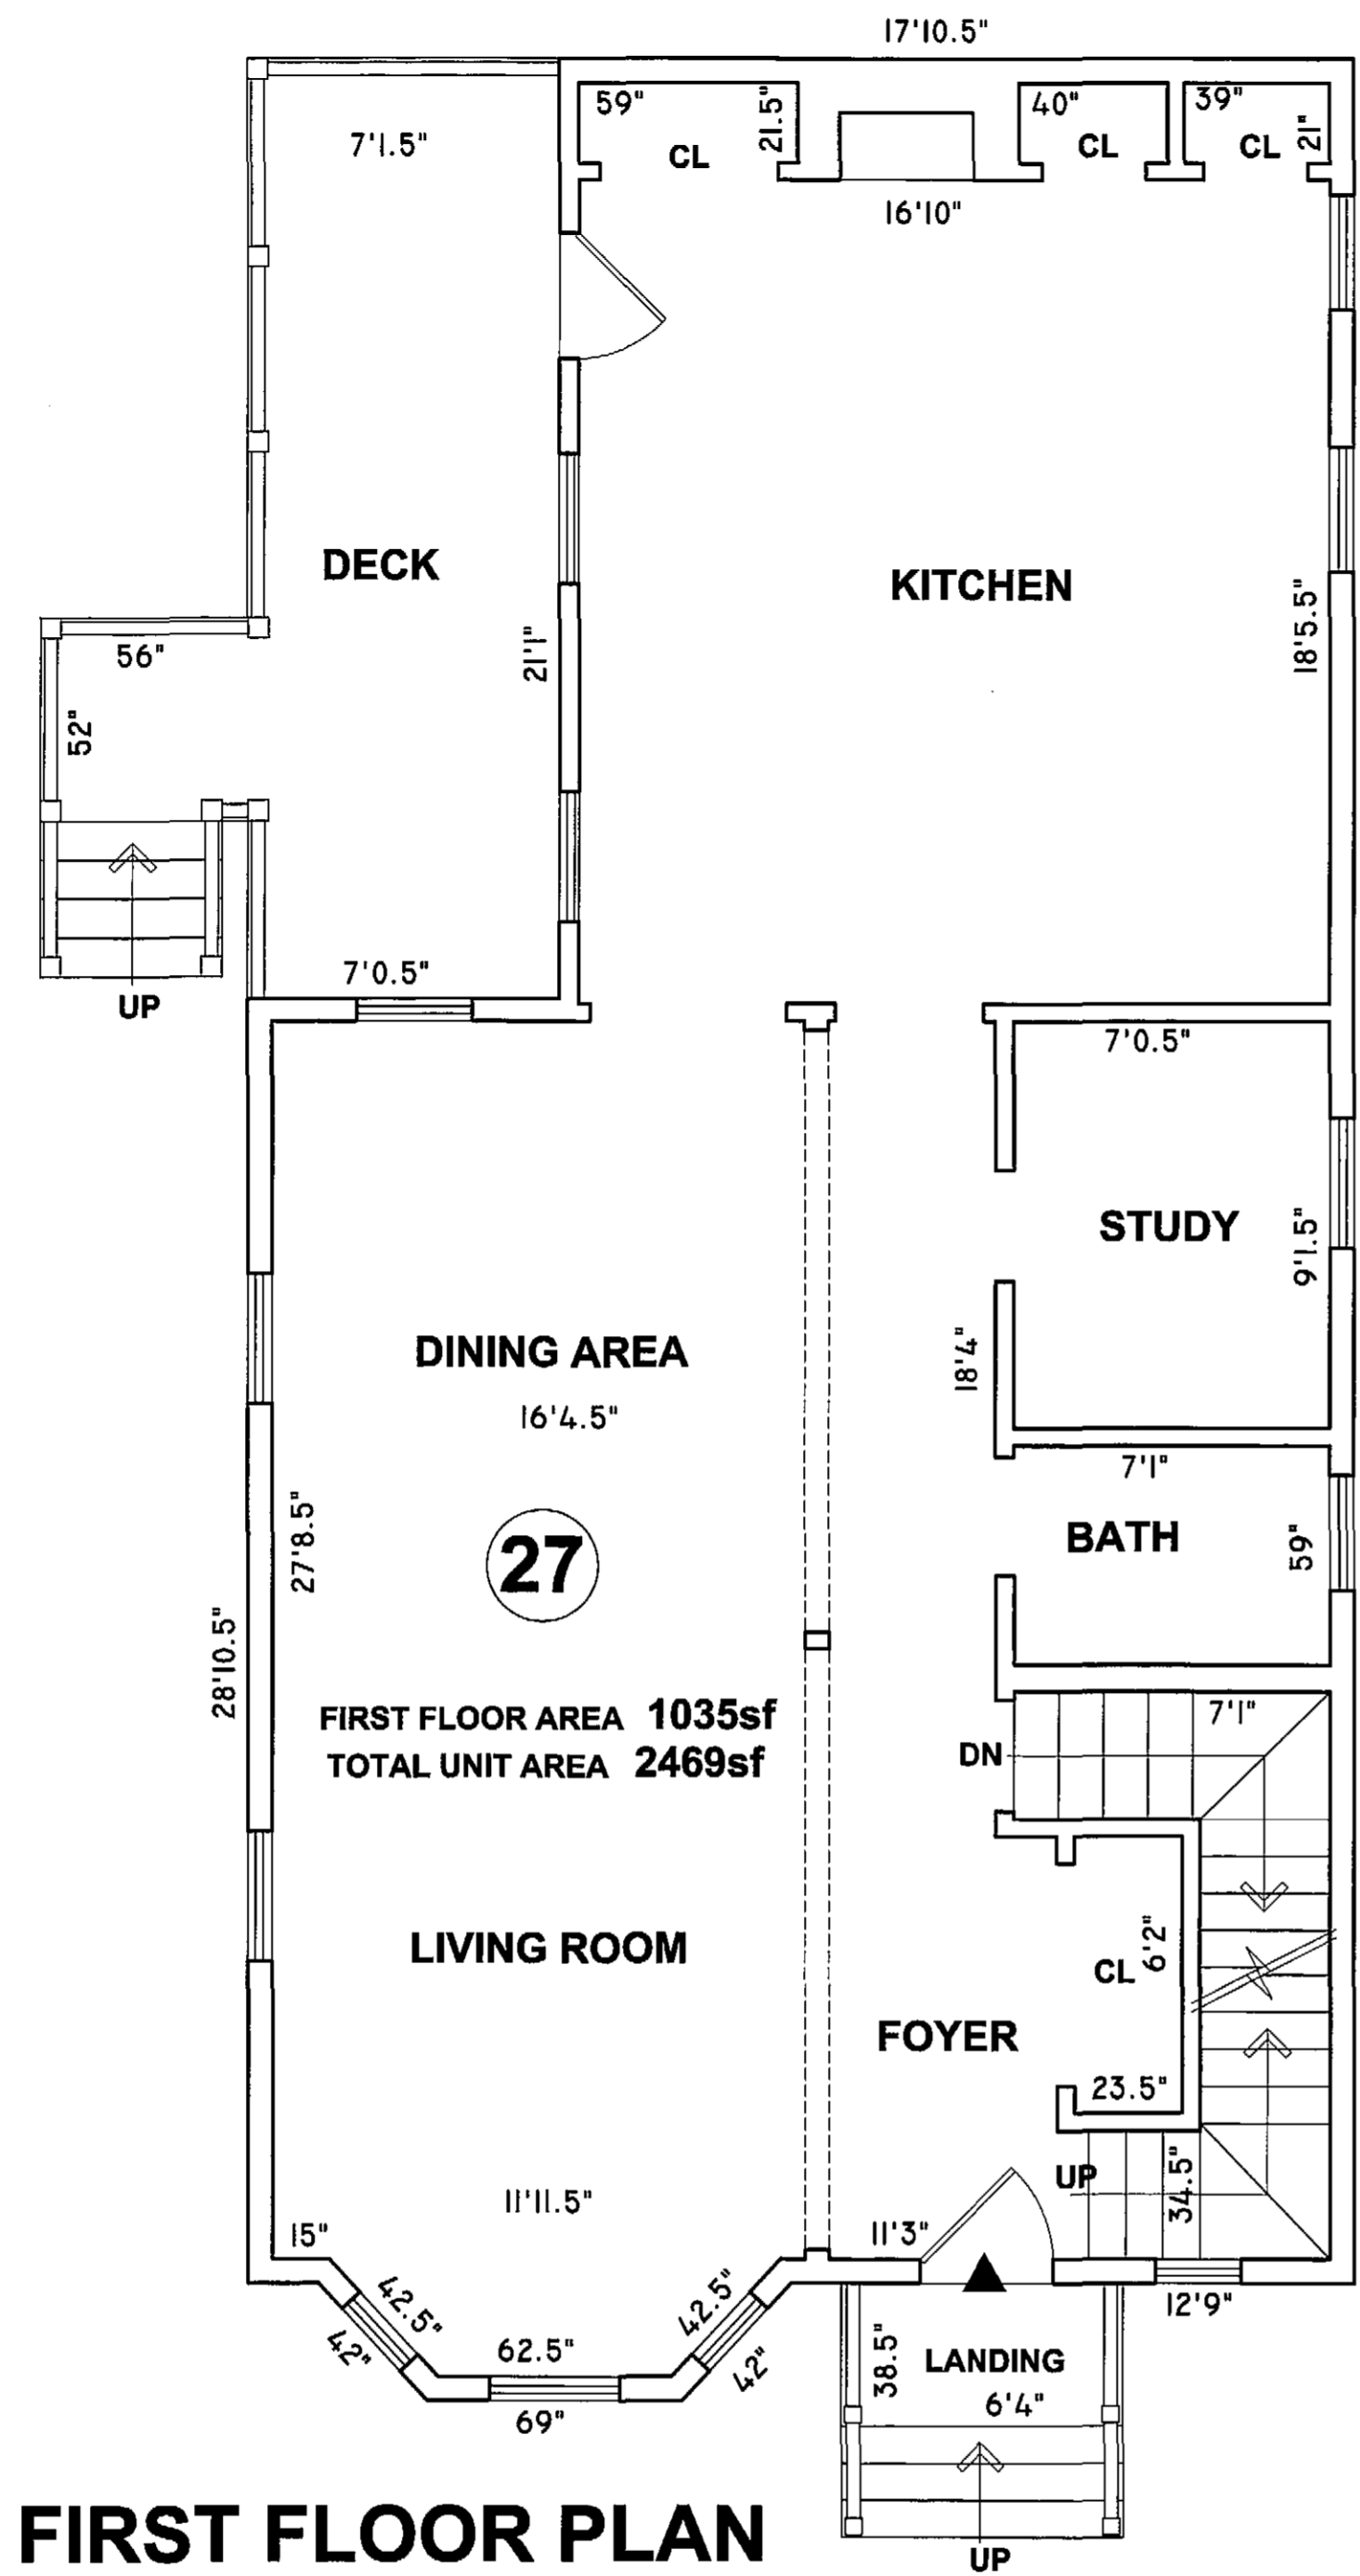 17'10.5"
59"
21.5"
40"
39"
21"
CL
CL
CL
7'1.5"
16'10"
DECK
KITCHEN
21'1"
18'5.5"
56"
52"
UP
7'0.5"
7'0.5"
STUDY
9'1.5"
DINING AREA
16'4.5"
18'4"
7'1"
BATH
59"
27
27'8.5"
28'10.5"
FIRST FLOOR AREA 1035sf
TOTAL UNIT AREA 2469sf
7'1"
DN
LIVING ROOM
6'2"
CL
FOYER
23.5"
UP
34.5"
11'11.5"
15"
11'3"
42.5"
42"
42.5"
42"
62.5"
69"
12'9"
38.5"
LANDING
6'4"
FIRST FLOOR PLAN
UP